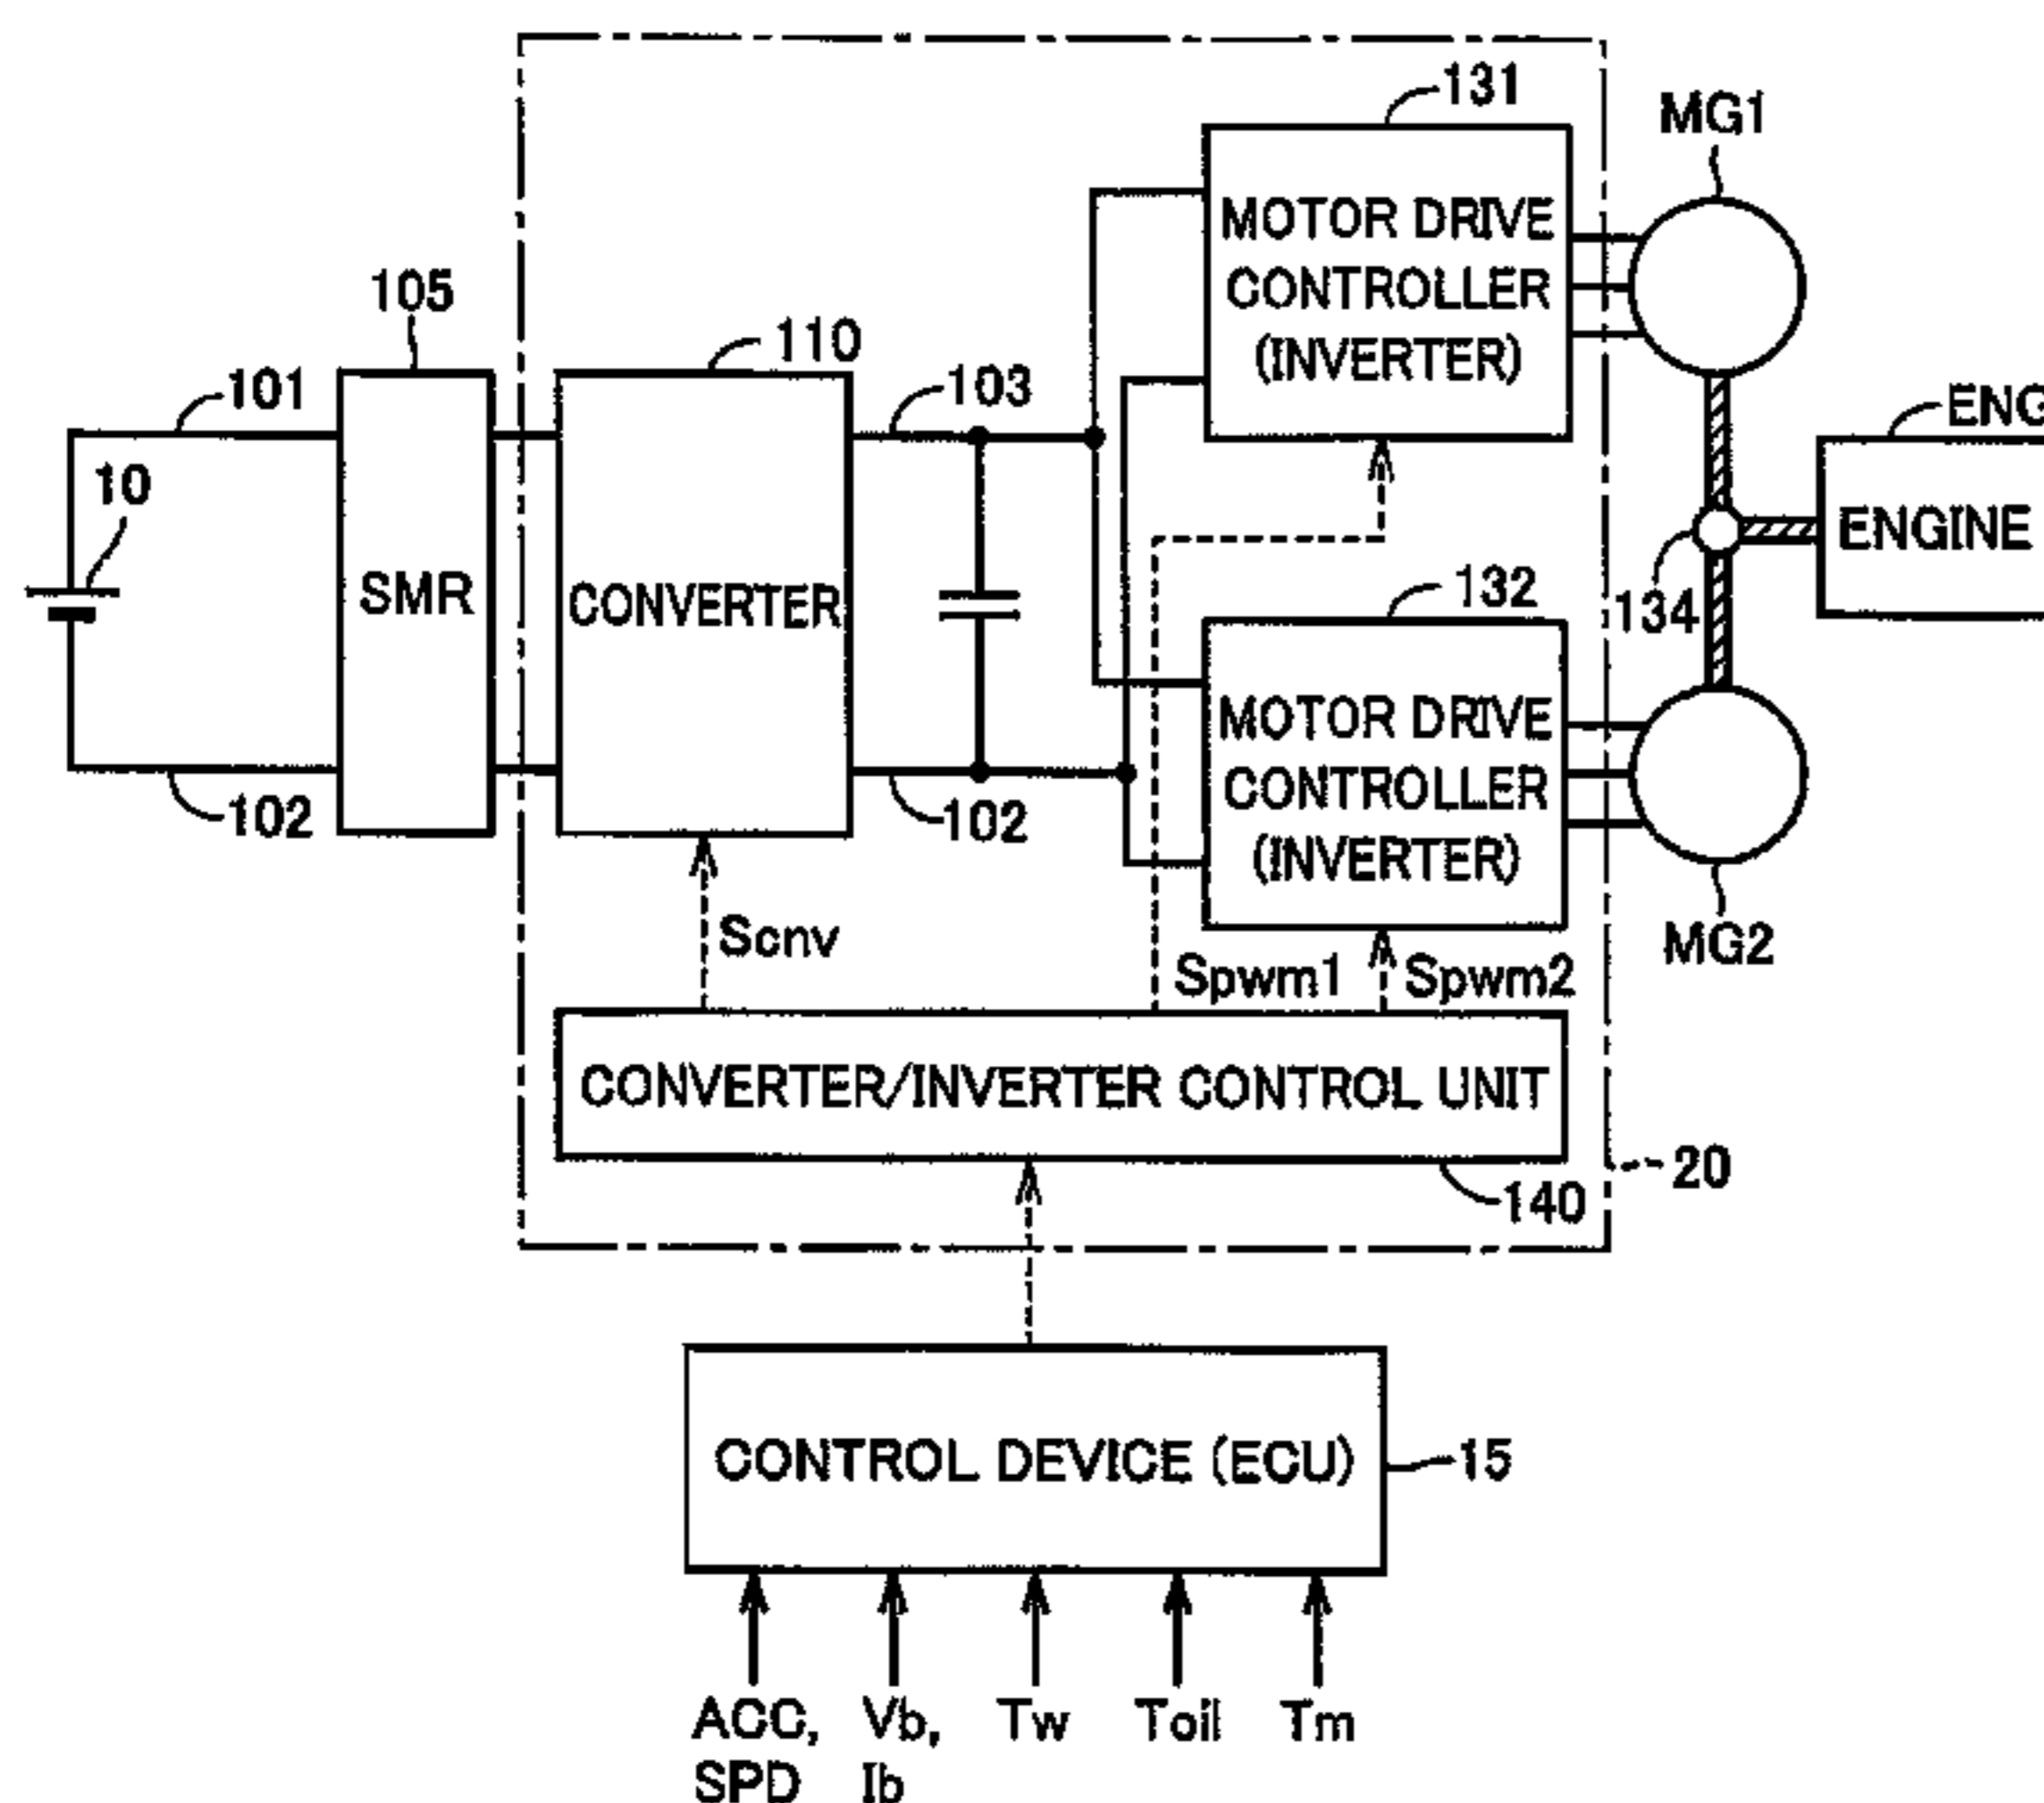 131
MG1
MOTOR DRIVE
CONTROLLER
(INVERTER)
105
110
101
103
ENG
10
SMR
CONVERTER
ENGINE
134
132
MOTOR DRIVE
CONTROLLER
(INVERTER)
102
102
MG2
Scnv
Spwm1
Spwm2
CONVERTER/INVERTER CONTROL UNIT
20
140
CONTROL DEVICE (ECU)
15
ACC,
SPD
Vb,
Ib
Tw
Toil
Tm